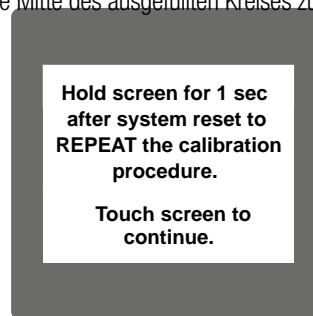 Mitte des ausgefüllten Kreises
Hold screen for 1 sec
after system reset to
REPEAT the calibration
procedure.
Touch screen to
continue.